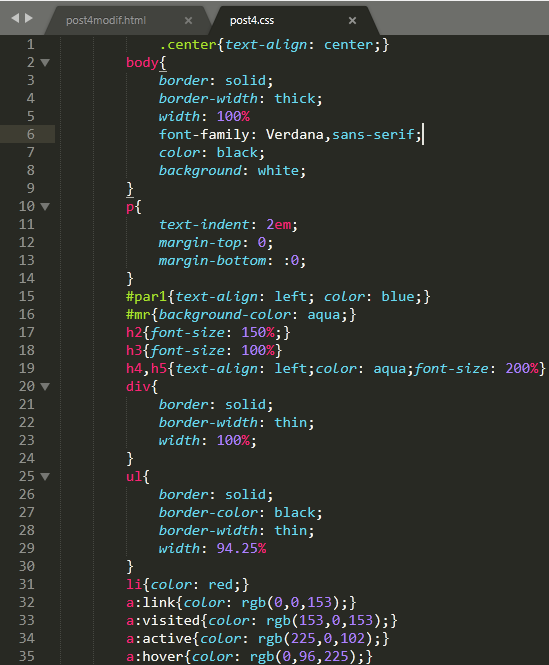 post4modif.html × post4.css ×
1 .center{text-align: center;}
2 body{
3 border: solid;
4 border-width: thick;
5 width: 100%
6 font-family: Verdana,sans-serif;
7 color: black;
8 background: white;
9 }
10 p{
11 text-indent: 2em;
12 margin-top: 0;
13 margin-bottom: :0;
14 }
15 #par1{text-align: left; color: blue;}
16 #mr{background-color: aqua;}
17 h2{font-size: 150%;}
18 h3{font-size: 100%}
19 h4,h5{text-align: left;color: aqua;font-size: 200%}
20 div{
21 border: solid;
22 border-width: thin;
23 width: 100%;
24 }
25 ul{
26 border: solid;
27 border-color: black;
28 border-width: thin;
29 width: 94.25%
30 }
31 li{color: red;}
32 a:link{color: rgb(0,0,153);}
33 a:visited{color: rgb(153,0,153);}
34 a:active{color: rgb(225,0,102);}
35 a:hover{color: rgb(0,96,225);}